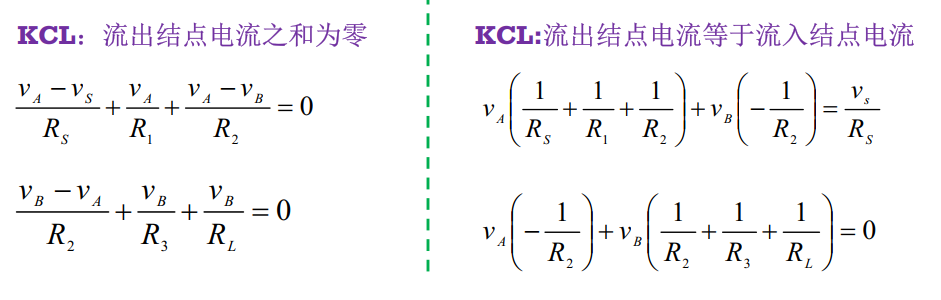 KCL：流出结点电流之和为零
\frac{v_A - v_S}{R_S} + \frac{v_A}{R_1} + \frac{v_A - v_B}{R_2} = 0
\frac{v_B - v_A}{R_2} + \frac{v_B}{R_3} + \frac{v_B}{R_L} = 0
KCL:流出结点电流等于流入结点电流
v_A \left( \frac{1}{R_S} + \frac{1}{R_1} + \frac{1}{R_2} \right) + v_B \left( -\frac{1}{R_2} \right) = \frac{v_s}{R_S}
v_A \left( -\frac{1}{R_2} \right) + v_B \left( \frac{1}{R_2} + \frac{1}{R_3} + \frac{1}{R_L} \right) = 0